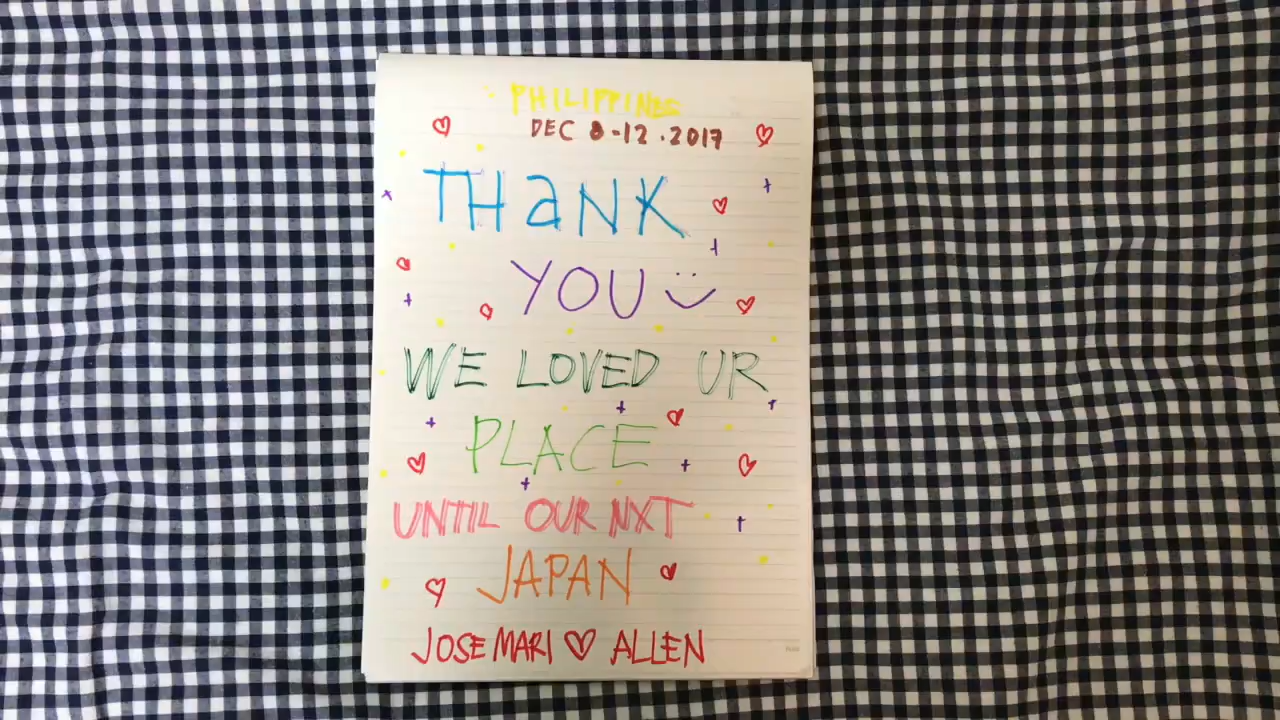 PHILIPPINES
DEC 8-12.2017
THaNK
YOU
WE LOVED UR
PLACE
UNTIL OUR NXT
JAPAN
JOSE MARI ♡ ALLEN